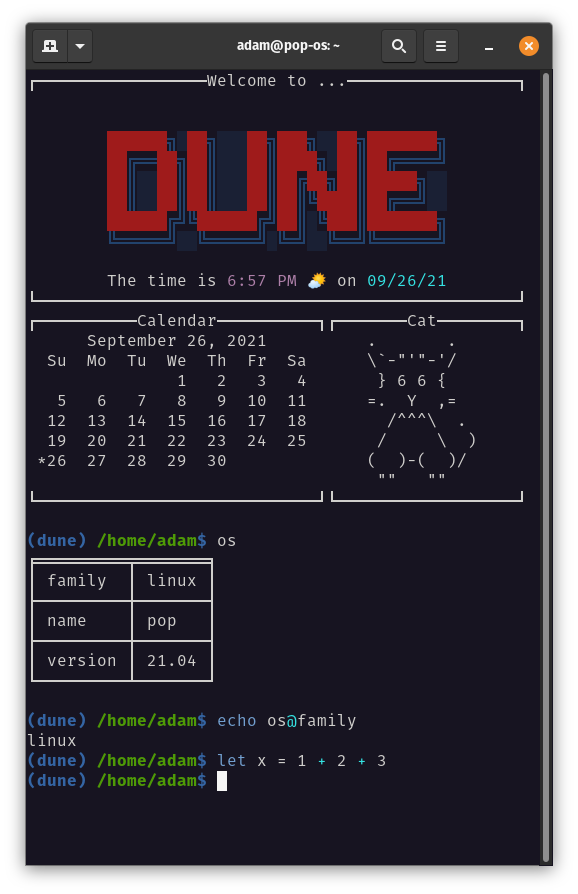 adam@pop-os: ~
Welcome to ...
DUNE
The time is 6:57 PM 🌤️ on 09/26/21
Calendar
September 26, 2021
Su Mo Tu We Th Fr Sa
1 2 3 4
5 6 7 8 9 10 11
12 13 14 15 16 17 18
19 20 21 22 23 24 25
*26 27 28 29 30
Cat
.       .
\`-"'"-'/
 } 6 6 {
=.  Y  ,=
  /^^^\  .
 /     \  )
(  )-(  )/
 ""   ""
(dune) /home/adam$ os
family linux
name pop
version 21.04
(dune) /home/adam$ echo os@family
linux
(dune) /home/adam$ let x = 1 + 2 + 3
(dune) /home/adam$